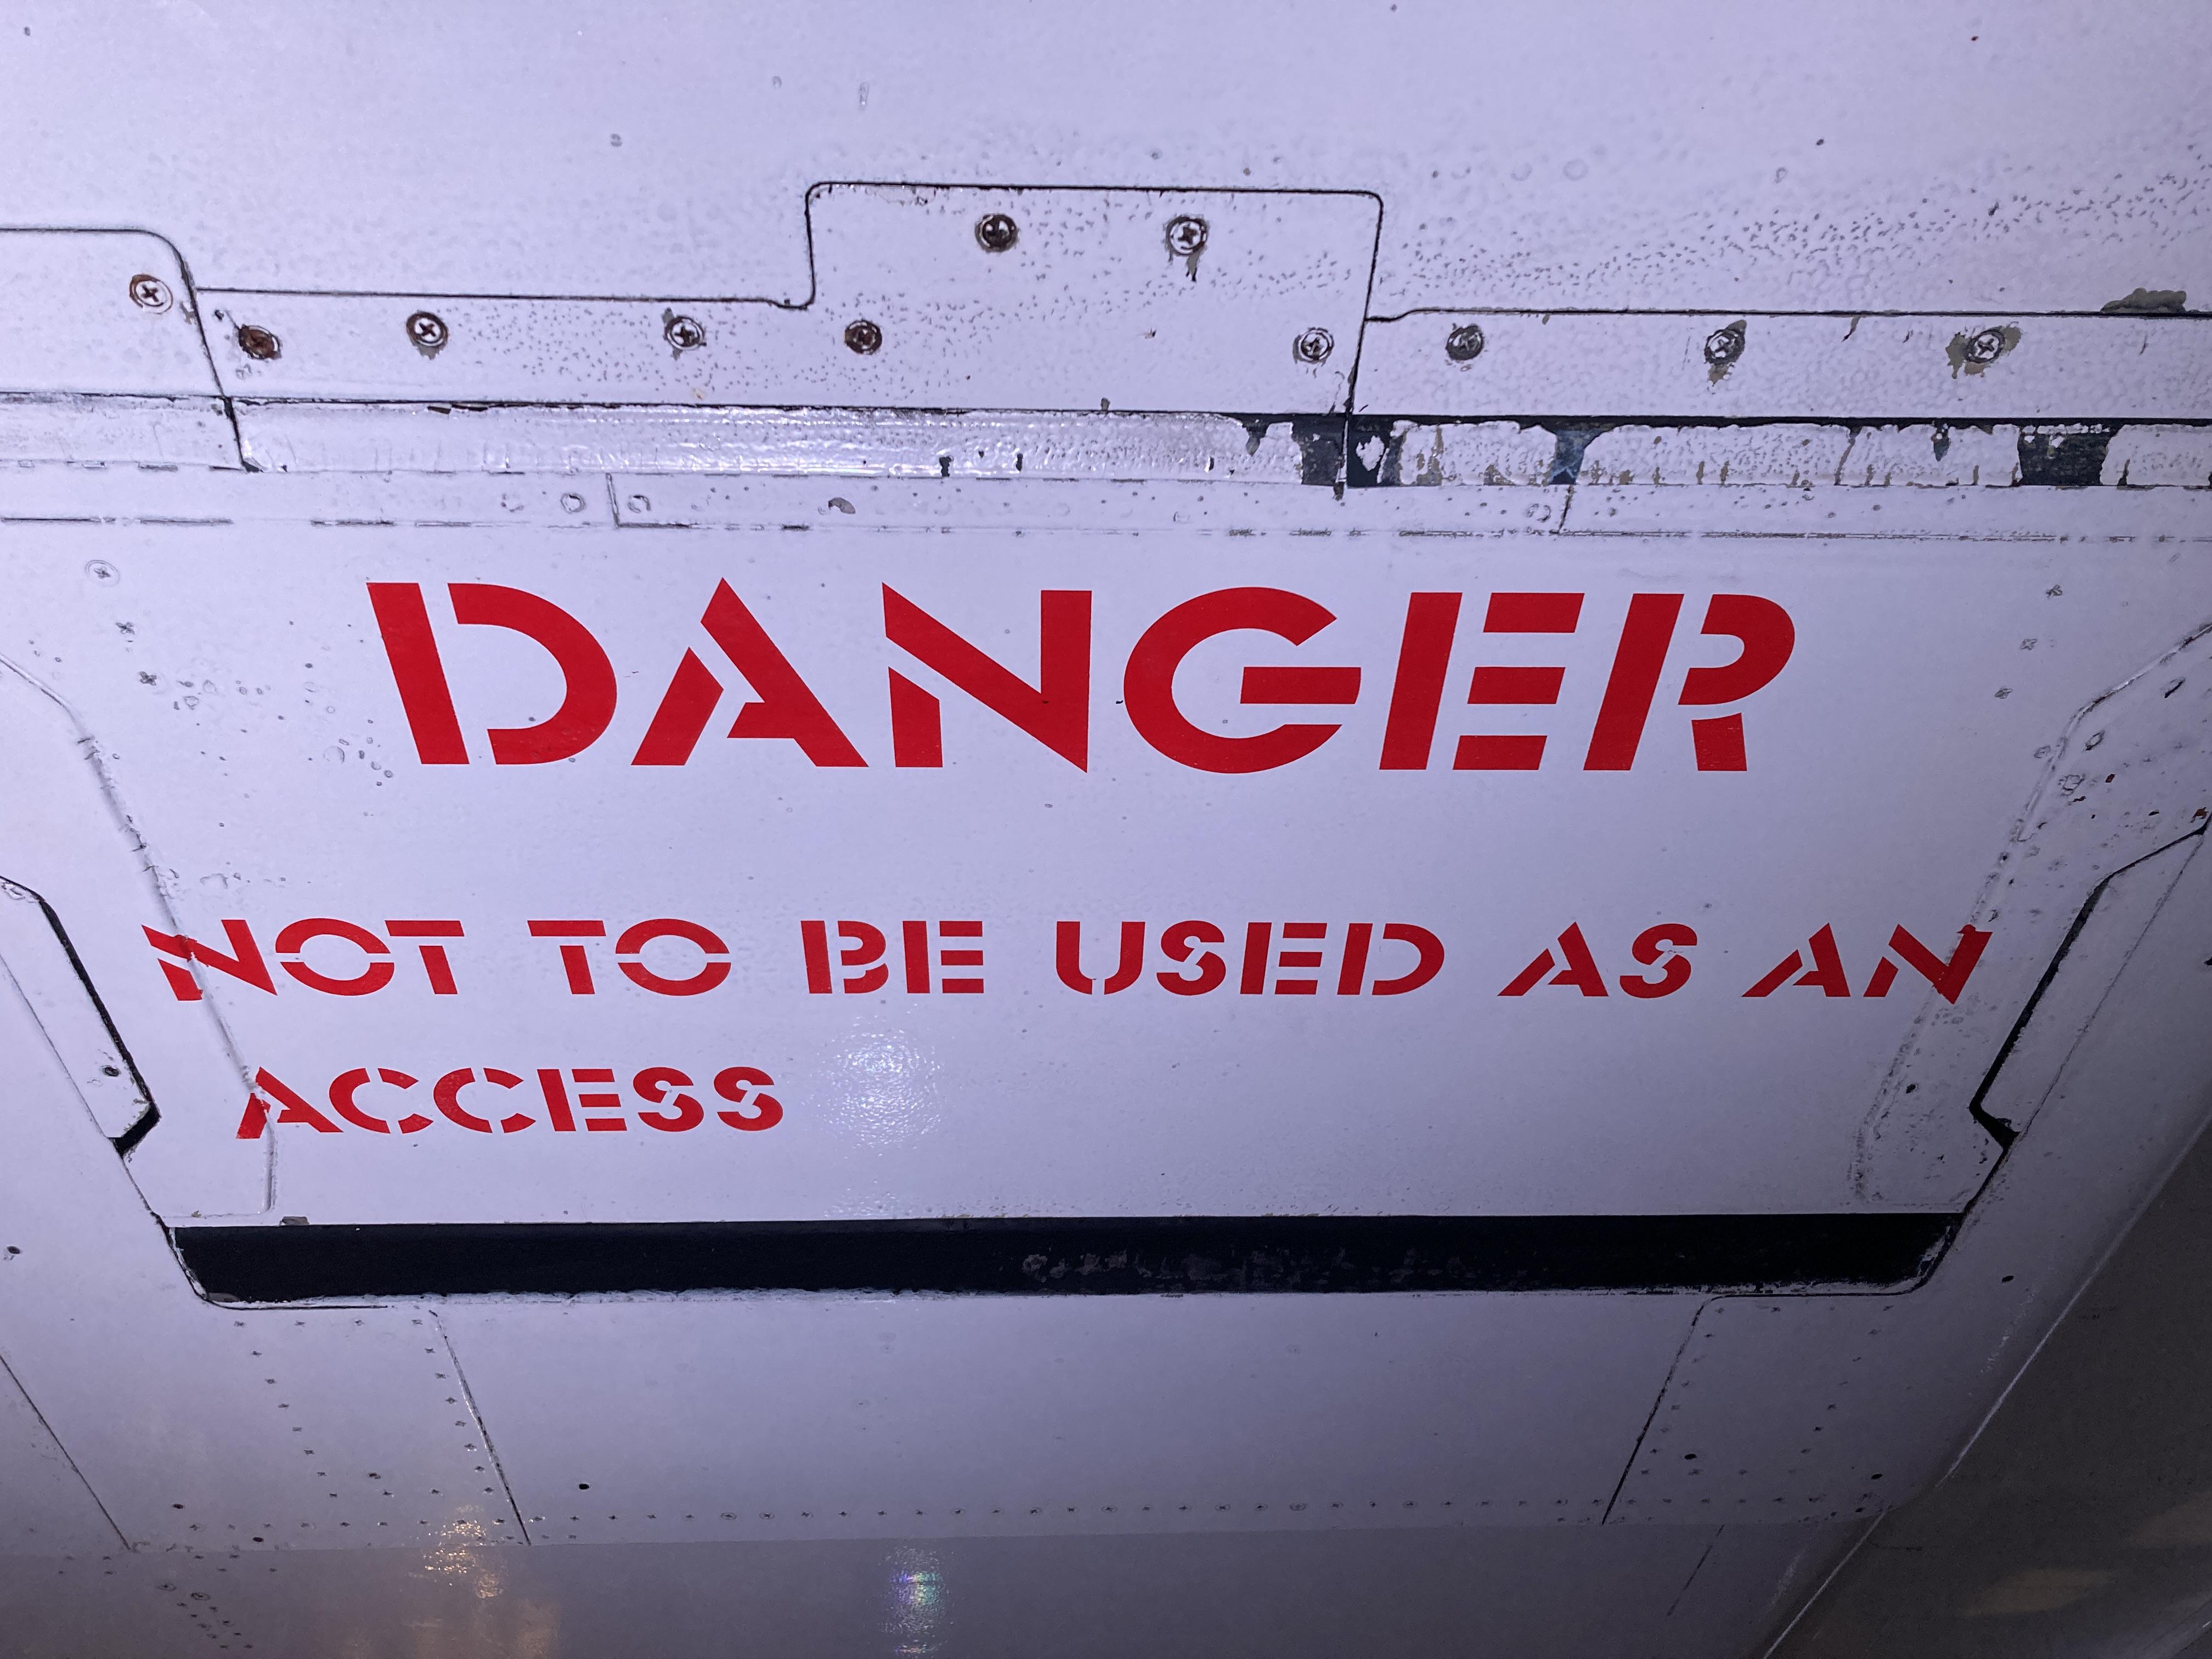 DANGER
NOT TO BE USED AS AN
ACCESS